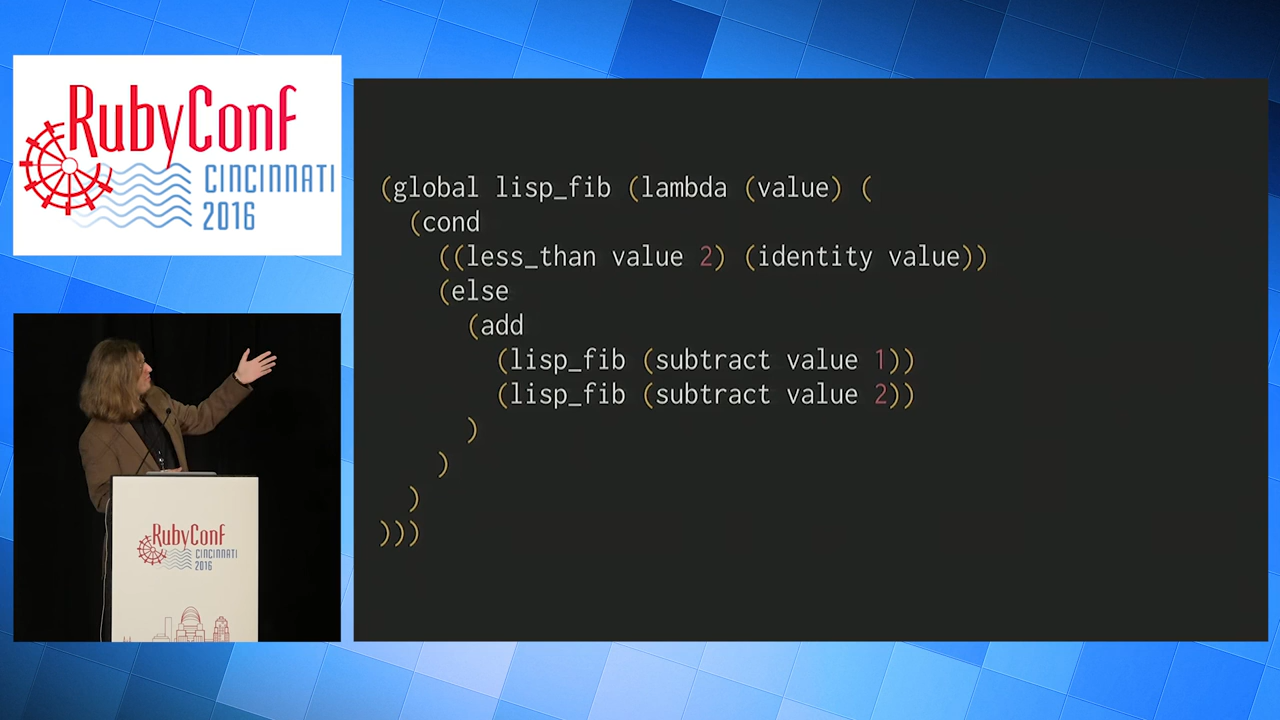 RubyConf
CINCINNATI
2016
(global lisp_fib (lambda (value) (
  (cond
    ((less_than value 2) (identity value))
    (else
      (add
        (lisp_fib (subtract value 1))
        (lisp_fib (subtract value 2))
      )
    )
  )
)))
RubyConf
CINCINNATI
2016